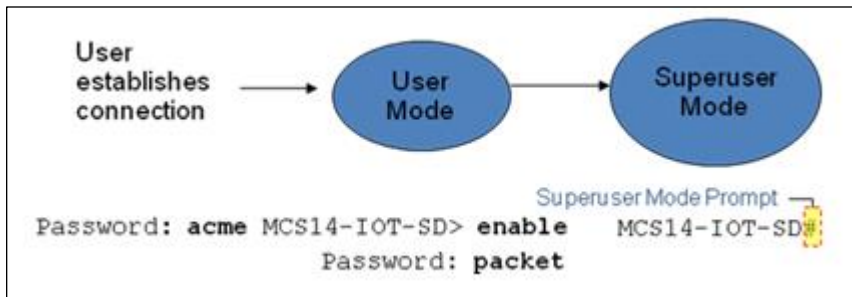 User
establishes
connection
User
Mode
Superuser
Mode
Superuser Mode Prompt
Password: acme MCS14-IOT-SD> enable MCS14-IOT-SD#
Password: packet